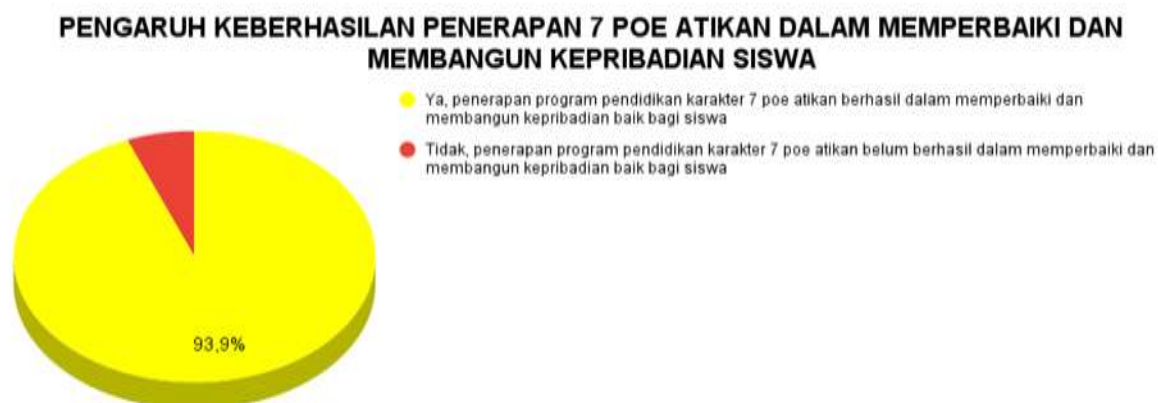 PENGARUH KEBERHASILAN PENERAPAN 7 POE ATIKAN DALAM MEMPERBAIKI DAN
MEMBANGUN KEPRIBADIAN SISWA
Ya, penerapan program pendidikan karakter 7 poe atikan berhasil dalam memperbaiki dan
membangun kepribadian baik bagi siswa
Tidak, penerapan program pendidikan karakter 7 poe atikan belum berhasil dalam memperbaiki dan
membangun kepribadian baik bagi siswa
93,9%